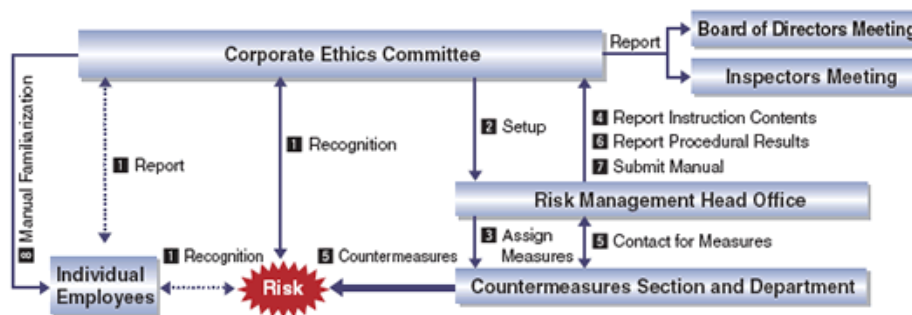 Board of Directors Meeting
Report
Corporate Ethics Committee
Inspectors Meeting
8 Manual Familiarization
1 Report
1 Recognition
2 Setup
4 Report Instruction Contents
6 Report Procedural Results
7 Submit Manual
Risk Management Head Office
3 Assign
Measures
5 Contact for Measures
1 Recognition
5 Countermeasures
Individual
Employees
Risk
Countermeasures Section and Department